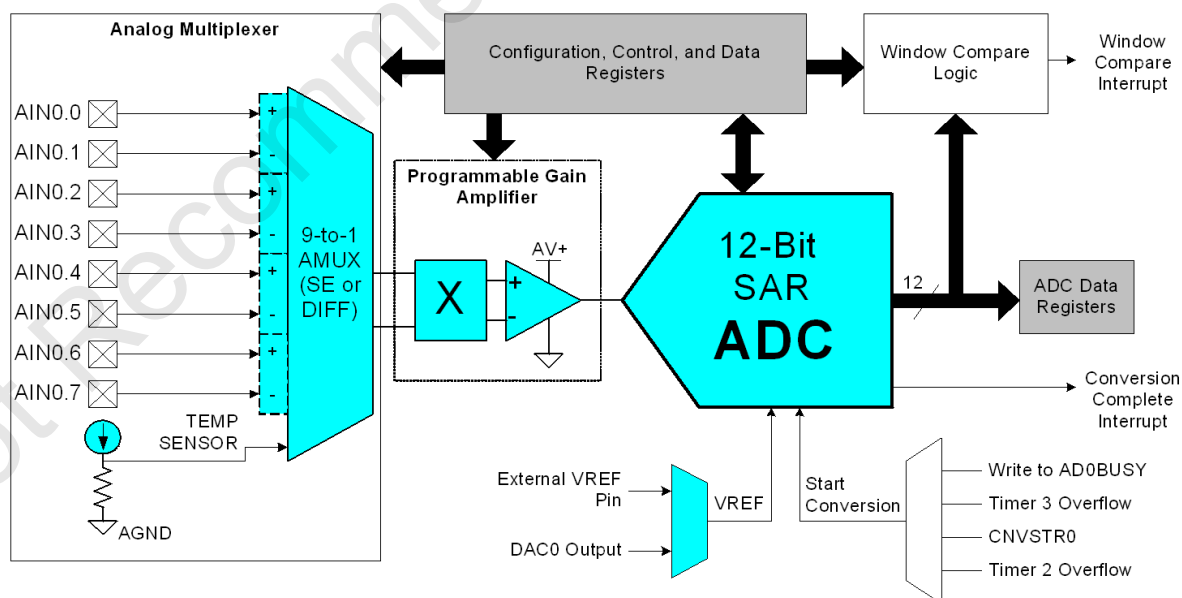 Analog Multiplexer
AIN0.0
AIN0.1
AIN0.2
AIN0.3
AIN0.4
AIN0.5
AIN0.6
AIN0.7
+
-
+
-
+
-
+
-
9-to-1
AMUX
(SE or
DIFF)
TEMP
SENSOR
AGND
Configuration, Control, and Data
Registers
Programmable Gain
Amplifier
X
+
-
AV+
12-Bit
SAR
ADC
Window Compare
Logic
Window
Compare
Interrupt
12
ADC Data
Registers
Conversion
Complete
Interrupt
External VREF
Pin
DAC0 Output
VREF
Start
Conversion
Write to AD0BUSY
Timer 3 Overflow
CNVSTR0
Timer 2 Overflow